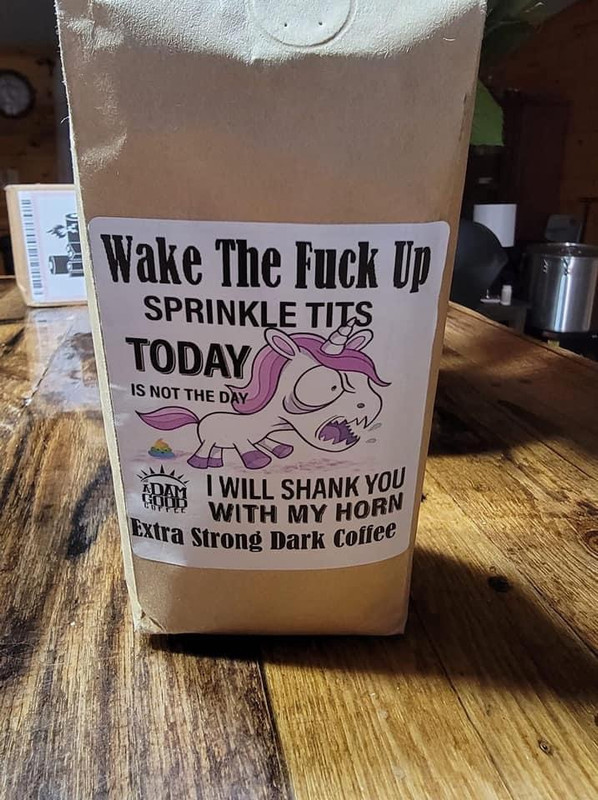 Wake The Fuck Up
SPRINKLE TITS
TODAY
IS NOT THE DAY
I WILL SHANK YOU
WITH MY HORN
ADAM
GOOD
COFFEE
Extra Strong Dark Coffee